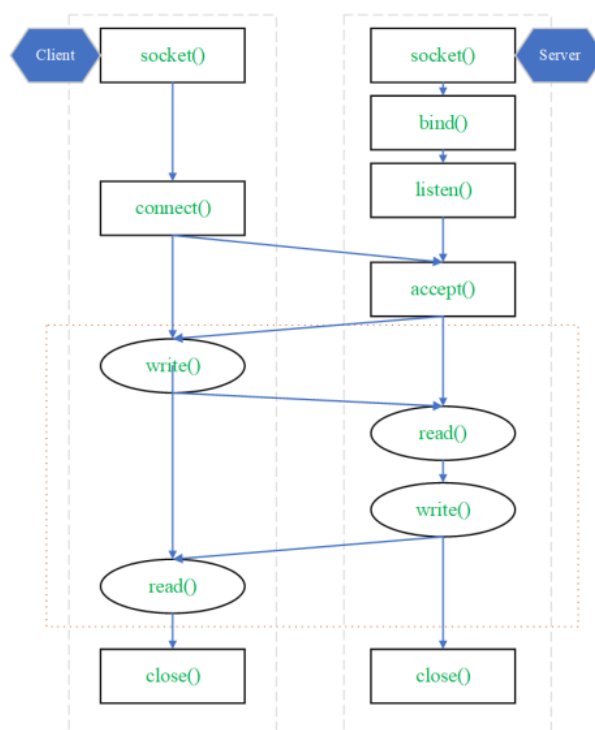 Client
socket()
socket()
Server
bind()
listen()
connect()
accept()
write()
read()
write()
read()
close()
close()